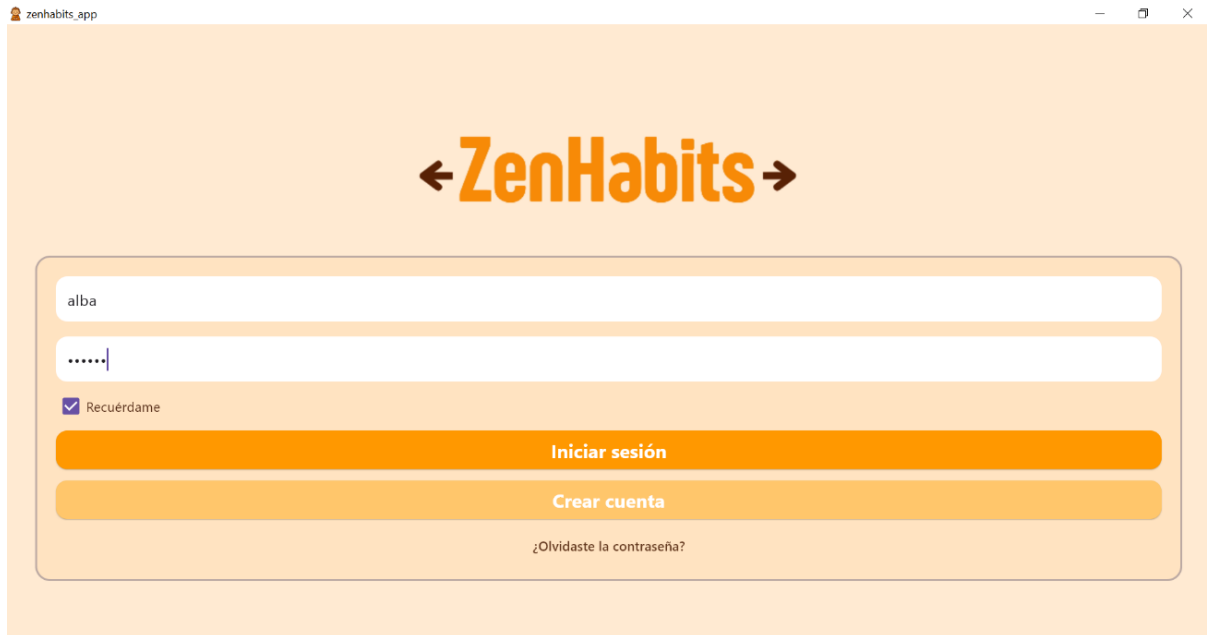 zenhabits_app
ZenHabits
alba
••••••
Recuérdame
Iniciar sesión
Crear cuenta
¿Olvidaste la contraseña?